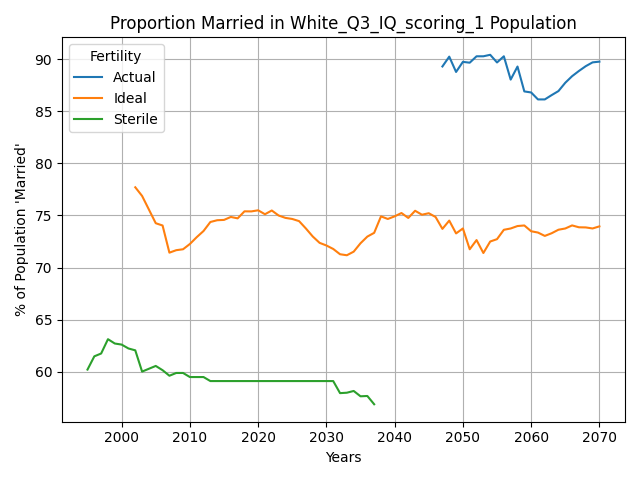 Proportion Married in White_Q3_IQ_scoring_1 Population
Fertility
Actual
Ideal
Sterile
% of Population 'Married'
90
85
80
75
70
65
60
2000 2010 2020 2030 2040 2050 2060 2070
Years